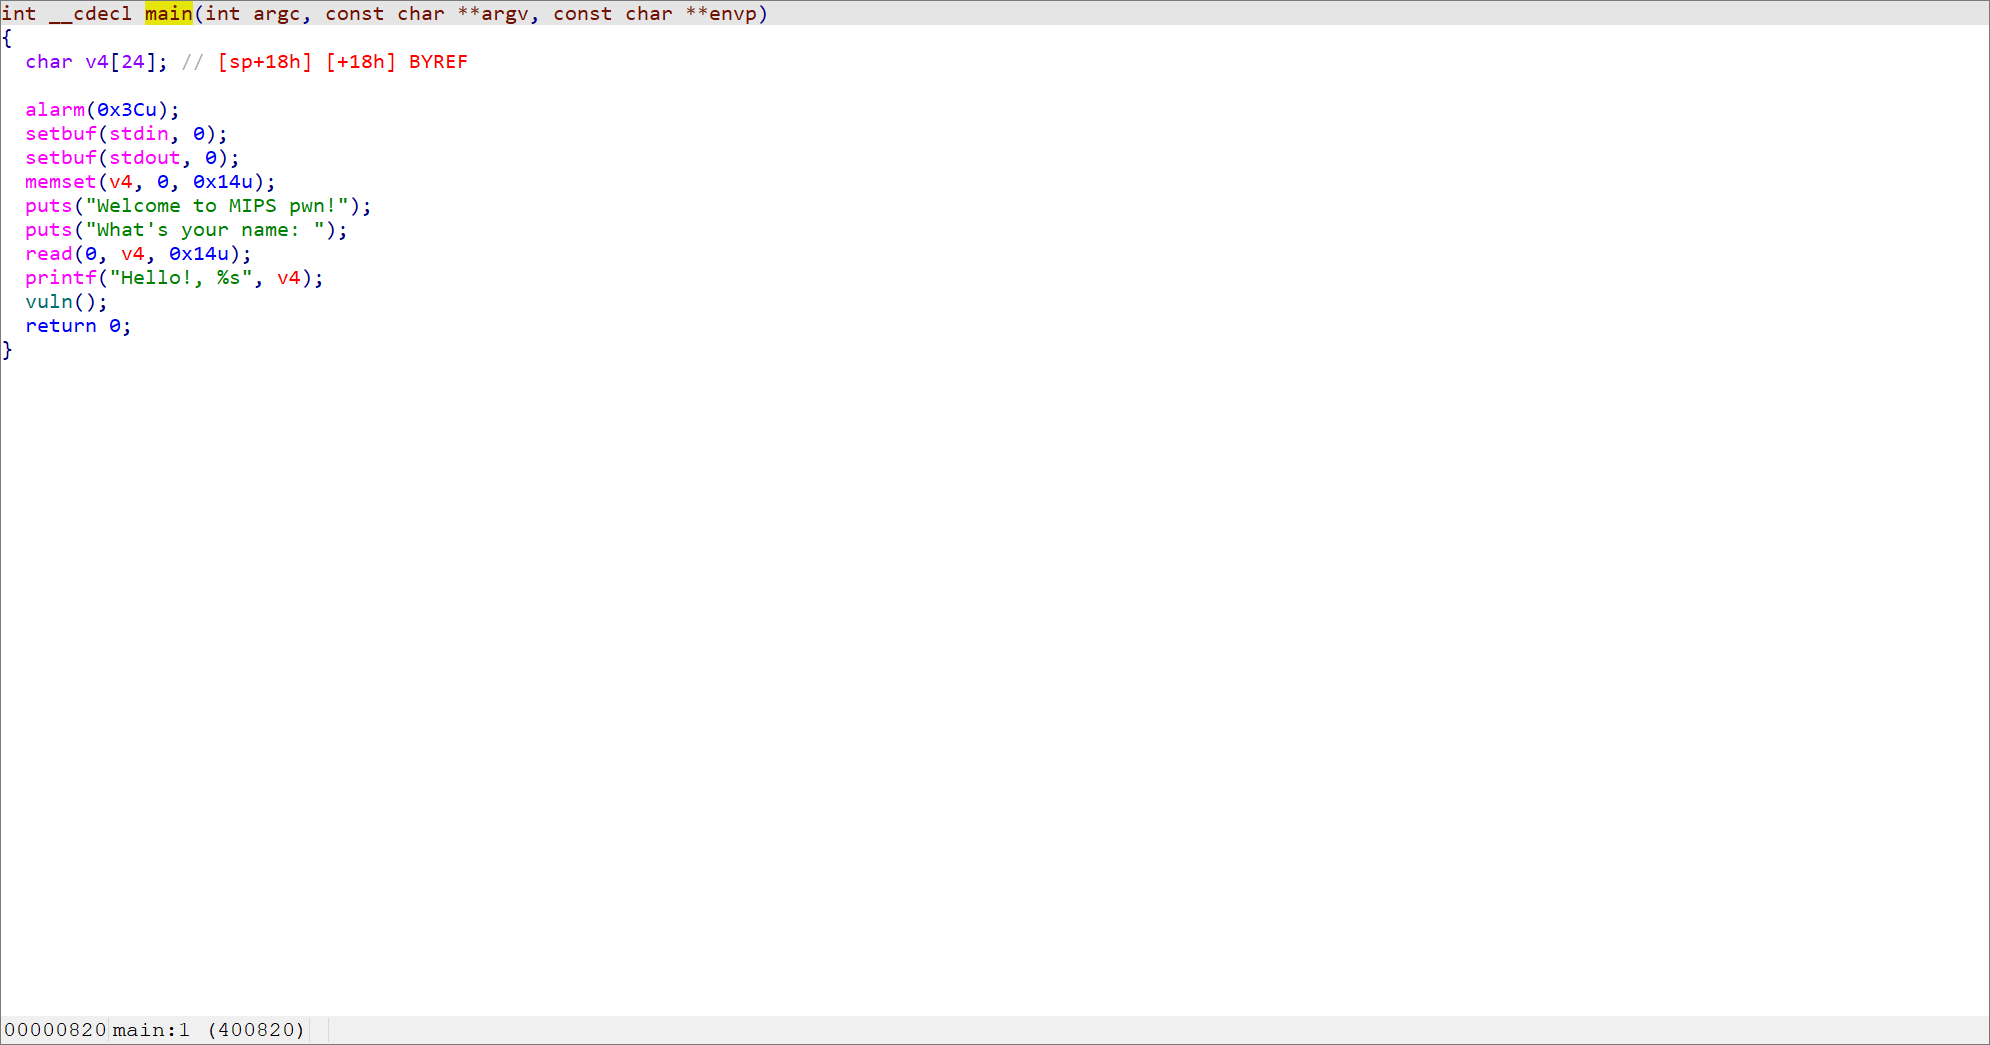 int __cdecl main(int argc, const char **argv, const char **envp)
{
  char v4[24]; // [sp+18h] [+18h] BYREF

  alarm(0x3Cu);
  setbuf(stdin, 0);
  setbuf(stdout, 0);
  memset(v4, 0, 0x14u);
  puts("Welcome to MIPS pwn!");
  puts("What's your name: ");
  read(0, v4, 0x14u);
  printf("Hello!, %s", v4);
  vuln();
  return 0;
}
00000820 main:1 (400820)